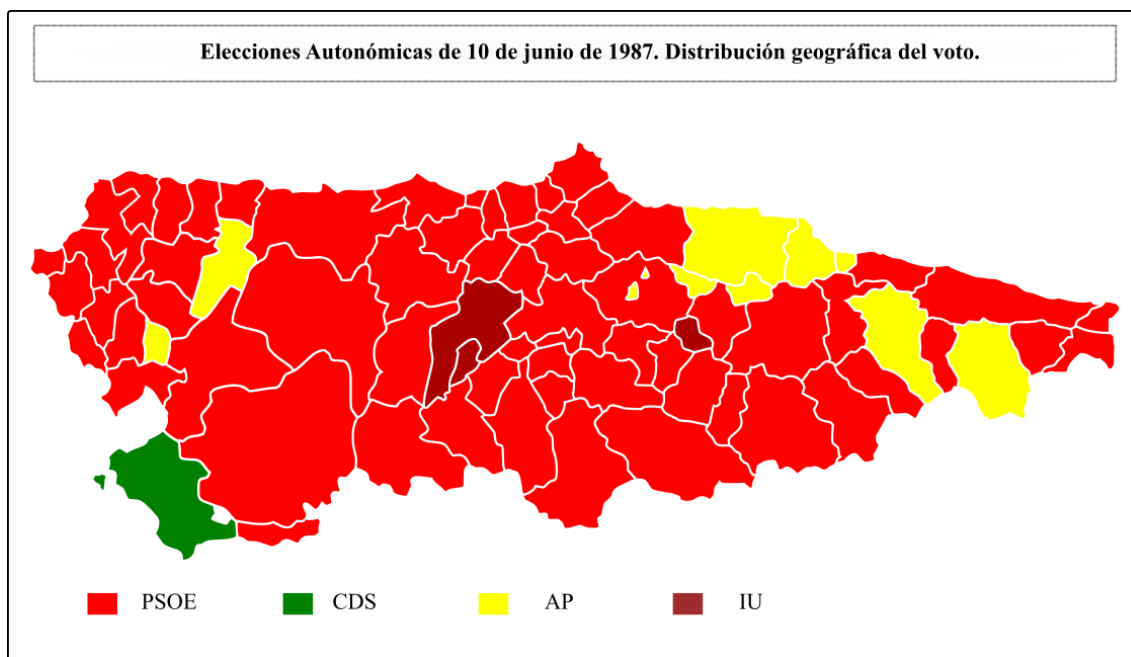 Elecciones Autonómicas de 10 de junio de 1987. Distribución geográfica del voto.
PSOE CDS AP IU